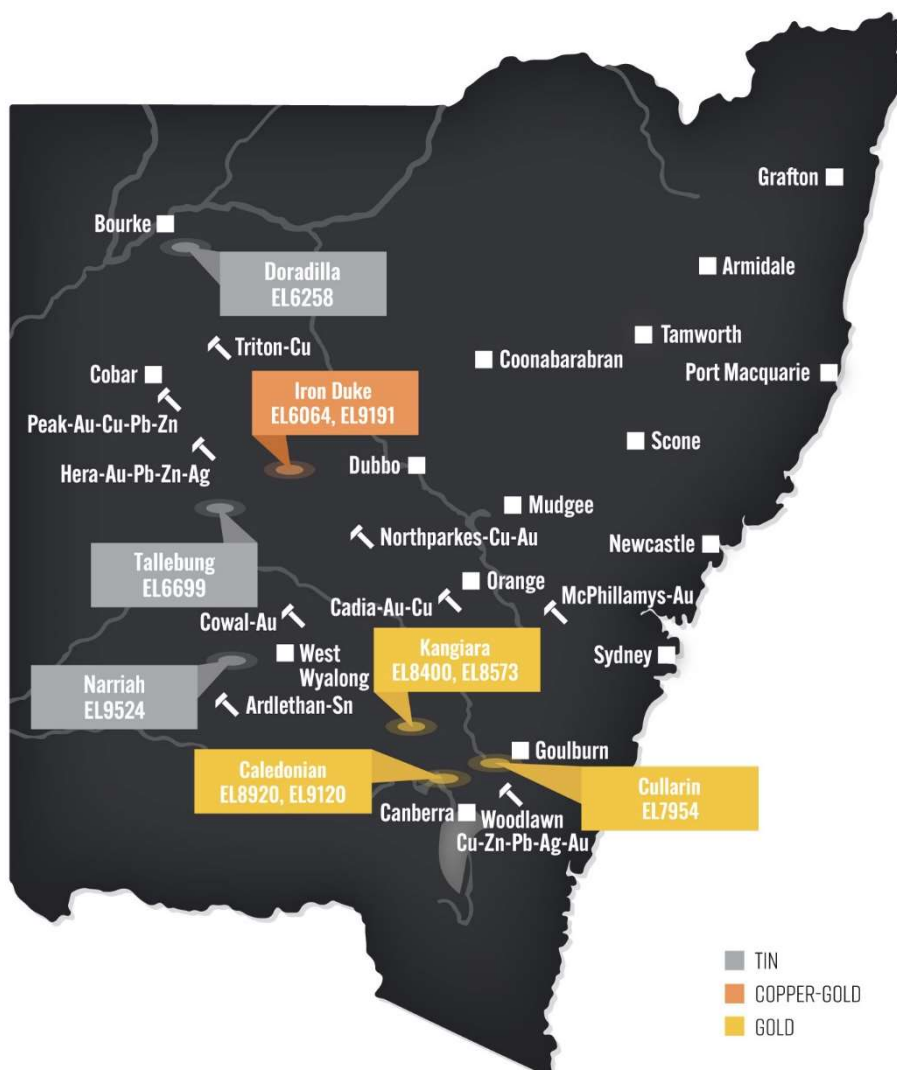 Grafton
Bourke
Doradilla
EL6258
Armidale
Triton-Cu
Tamworth
Coonabarabran
Cobar
Port Macquarie
Iron Duke
EL6064, EL9191
Peak-Au-Cu-Pb-Zn
Scone
Hera-Au-Pb-Zn-Ag
Dubbo
Mudgee
Northparkes-Cu-Au
Newcastle
Tallebung
EL6699
Orange
McPhillamys-Au
Cadia-Au-Cu
Cowal-Au
Kangiara
EL8400, EL8573
West
Wyalong
Sydney
Narriah
EL9524
Ardlethan-Sn
Goulburn
Caledonian
EL8920, EL9120
Cullarin
EL7954
Canberra
Woodlawn
Cu-Zn-Pb-Ag-Au
TIN
COPPER-GOLD
GOLD